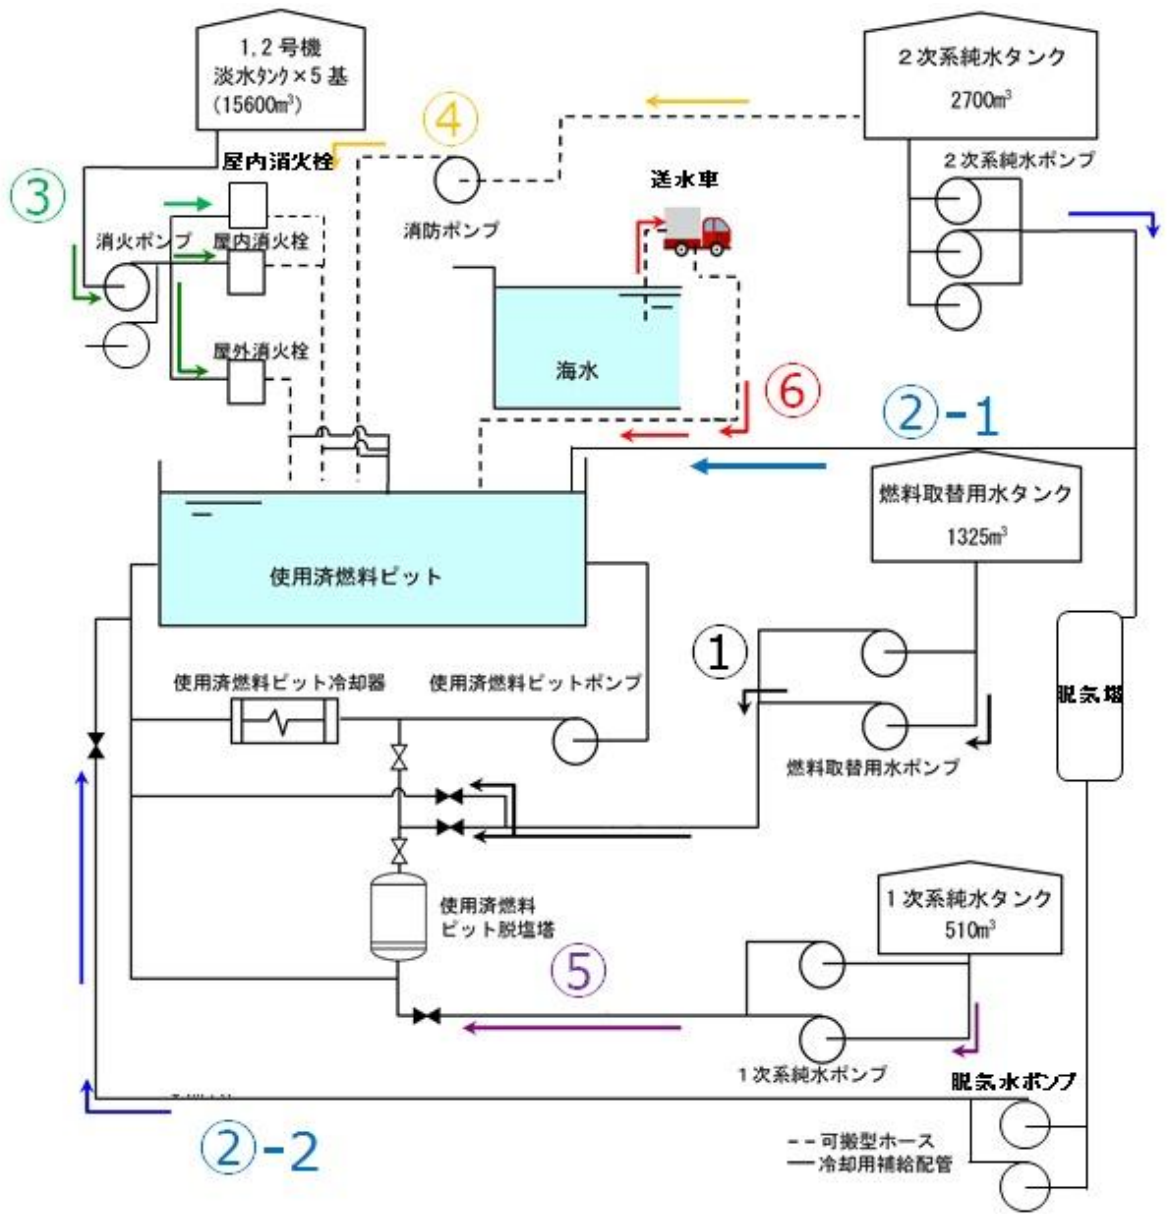 1,2号機
淡水タンク×5基
(15600m³)
2次系純水タンク
2700m³
④
屋内消火栓
③
2次系純水ポンプ
送水車
消防ポンプ
消火ポンプ
屋内消火栓
屋外消火栓
海水
⑥
②-1
燃料取替用水タンク
1325m³
使用済燃料ピット
①
使用済燃料ピット冷却器
使用済燃料ピットポンプ
脱気塔
燃料取替用水ポンプ
使用済燃料
ピット脱塩塔
1次系純水タンク
510m³
⑤
1次系純水ポンプ
脱気水ポンプ
②-2
--可搬型ホース
―冷却用補給配管